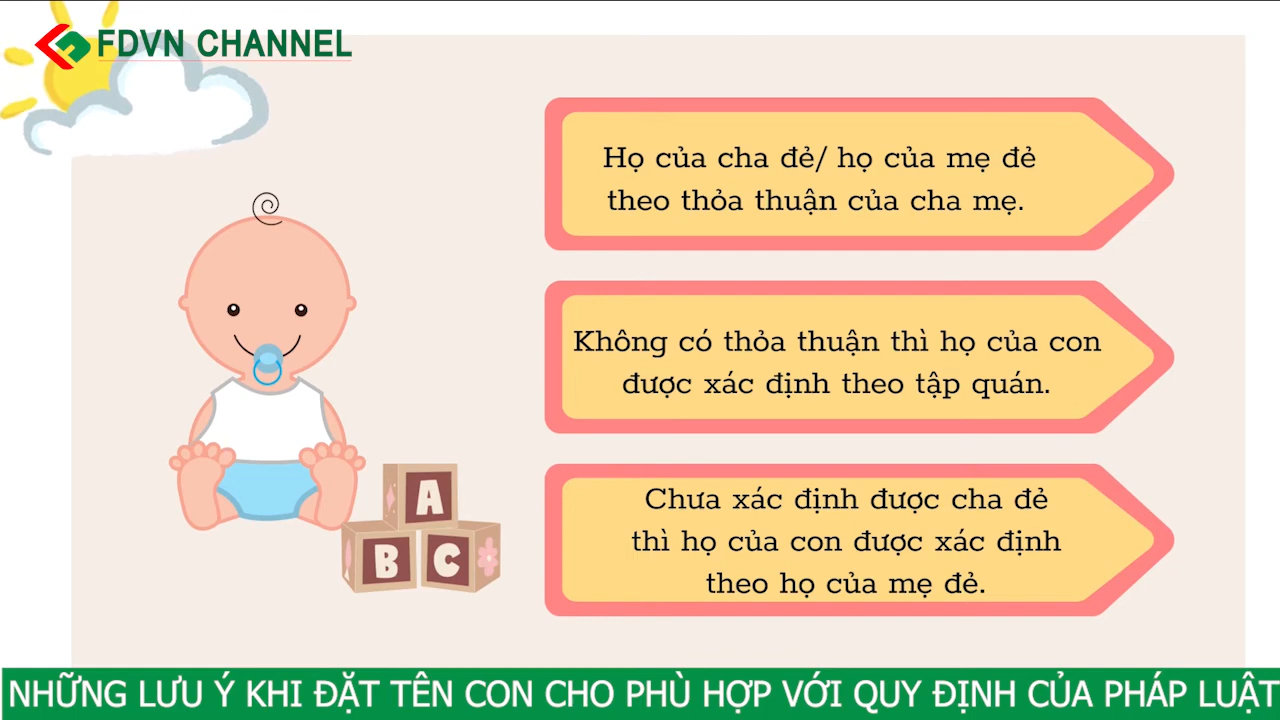 FDVN CHANNEL
Họ của cha đẻ/ họ của mẹ đẻ
theo thỏa thuận của cha mẹ.
Không có thỏa thuận thì họ của con
được xác định theo tập quán.
Chưa xác định được cha đẻ
thì họ của con được xác định
theo họ của mẹ đẻ.
A
B C
NHỮNG LƯU Ý KHI ĐẶT TÊN CON CHO PHÙ HỢP VỚI QUY ĐỊNH CỦA PHÁP LUẬT